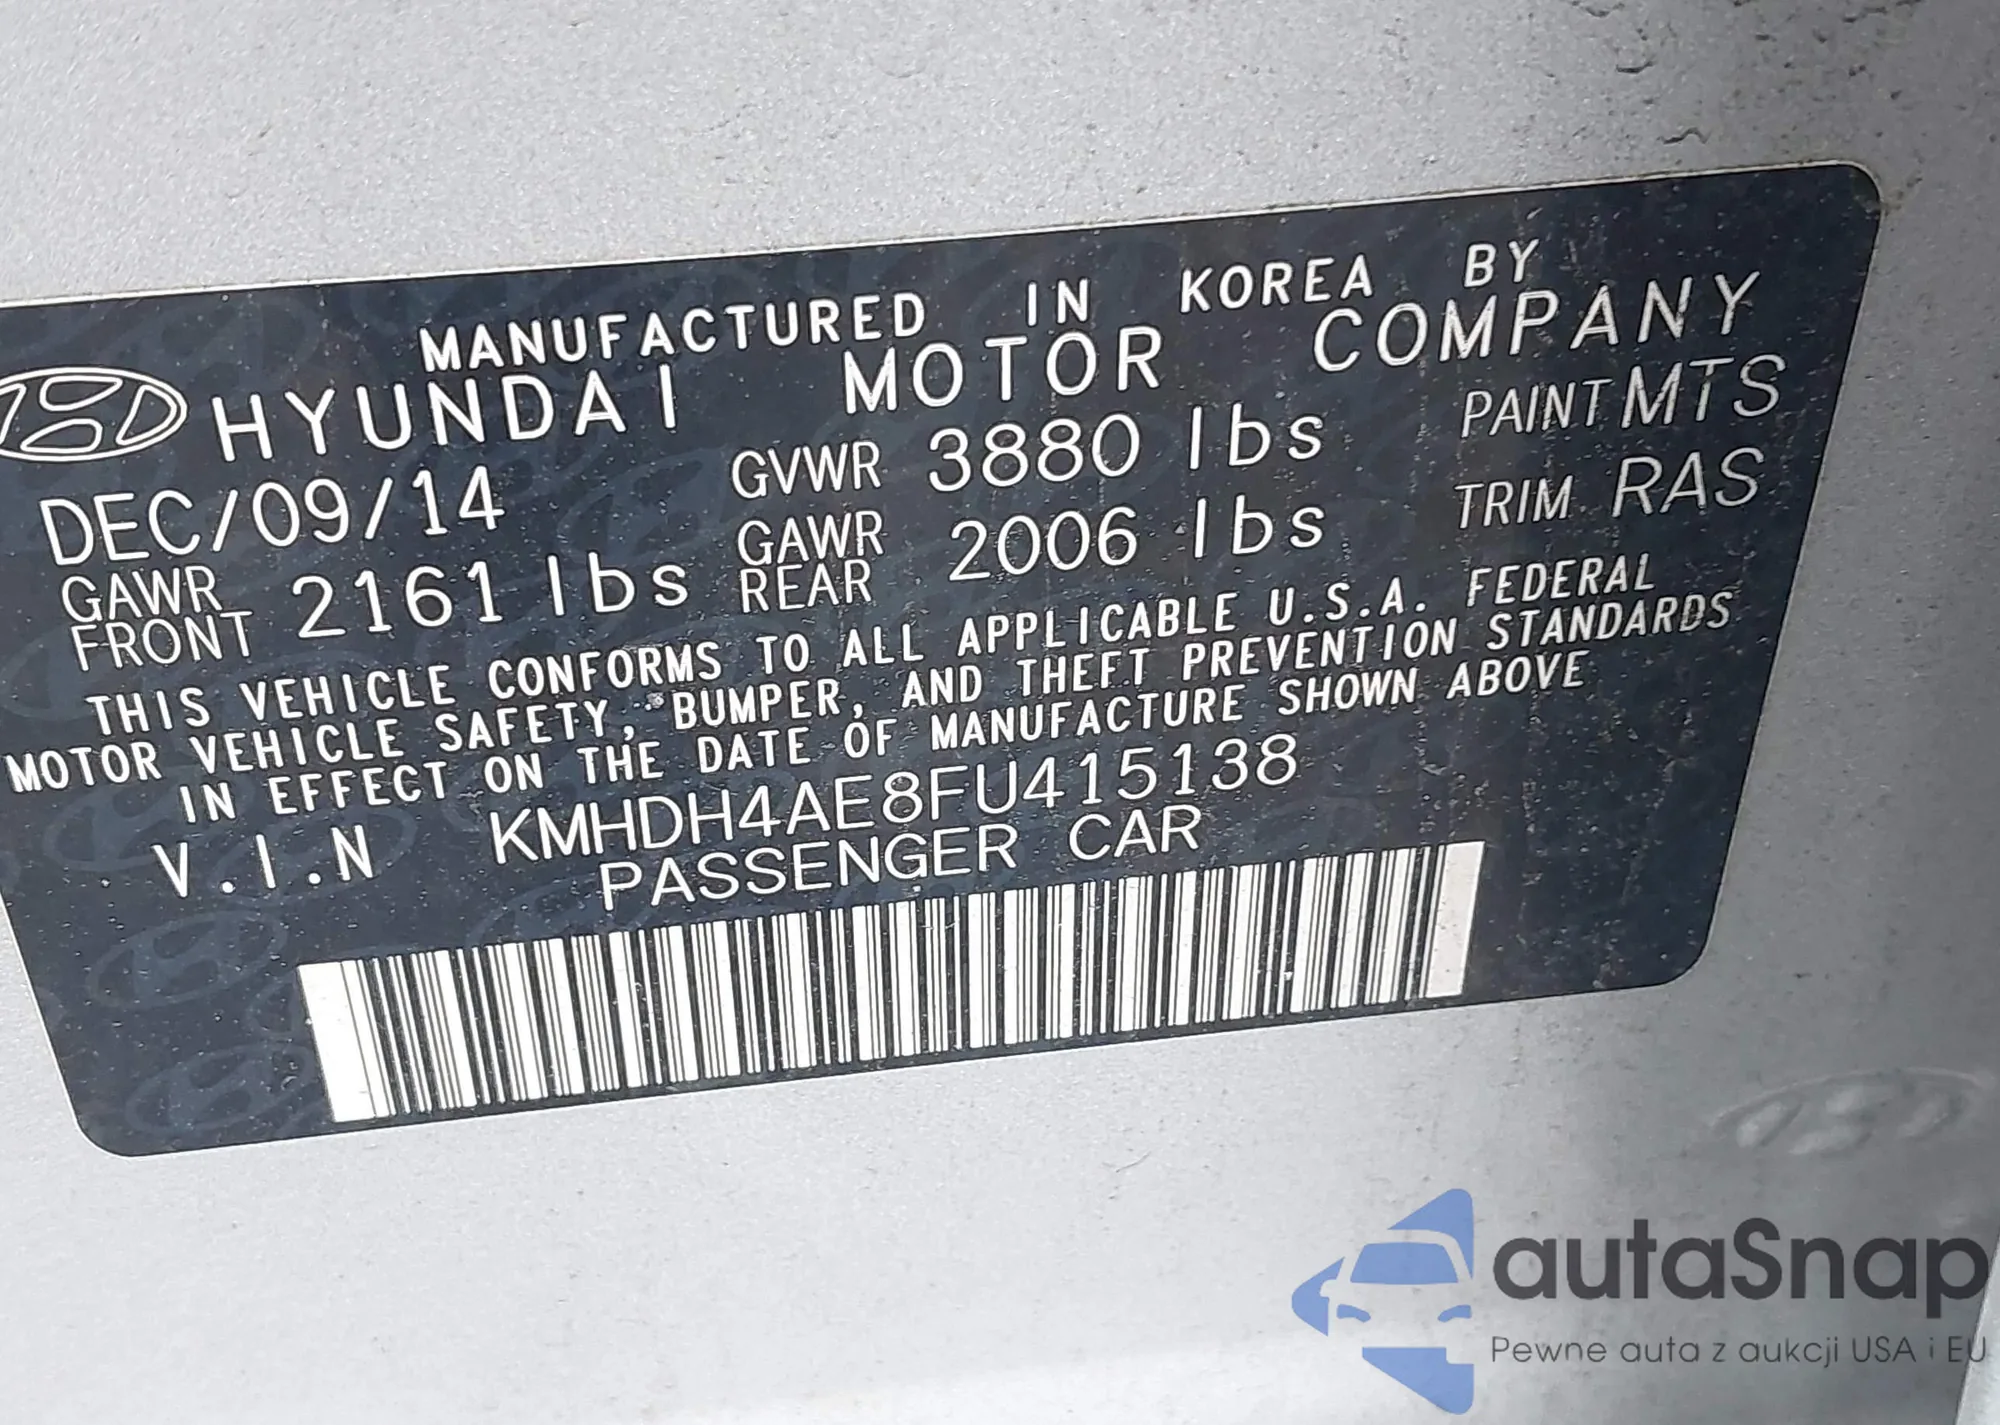 MANUFACTURED IN KOREA BY
HYUNDAI MOTOR COMPANY
DEC/09/14 GVWR 3880 lbs PAINT MTS
GAWR FRONT 2161 lbs GAWR REAR 2006 lbs TRIM RAS
THIS VEHICLE CONFORMS TO ALL APPLICABLE U.S.A. FEDERAL
MOTOR VEHICLE SAFETY, BUMPER, AND THEFT PREVENTION STANDARDS
IN EFFECT ON THE DATE OF MANUFACTURE SHOWN ABOVE
V.I.N KMHDH4AE8FU415138
PASSENGER CAR
autaSnap
Pewne auta z aukcji USA i EU